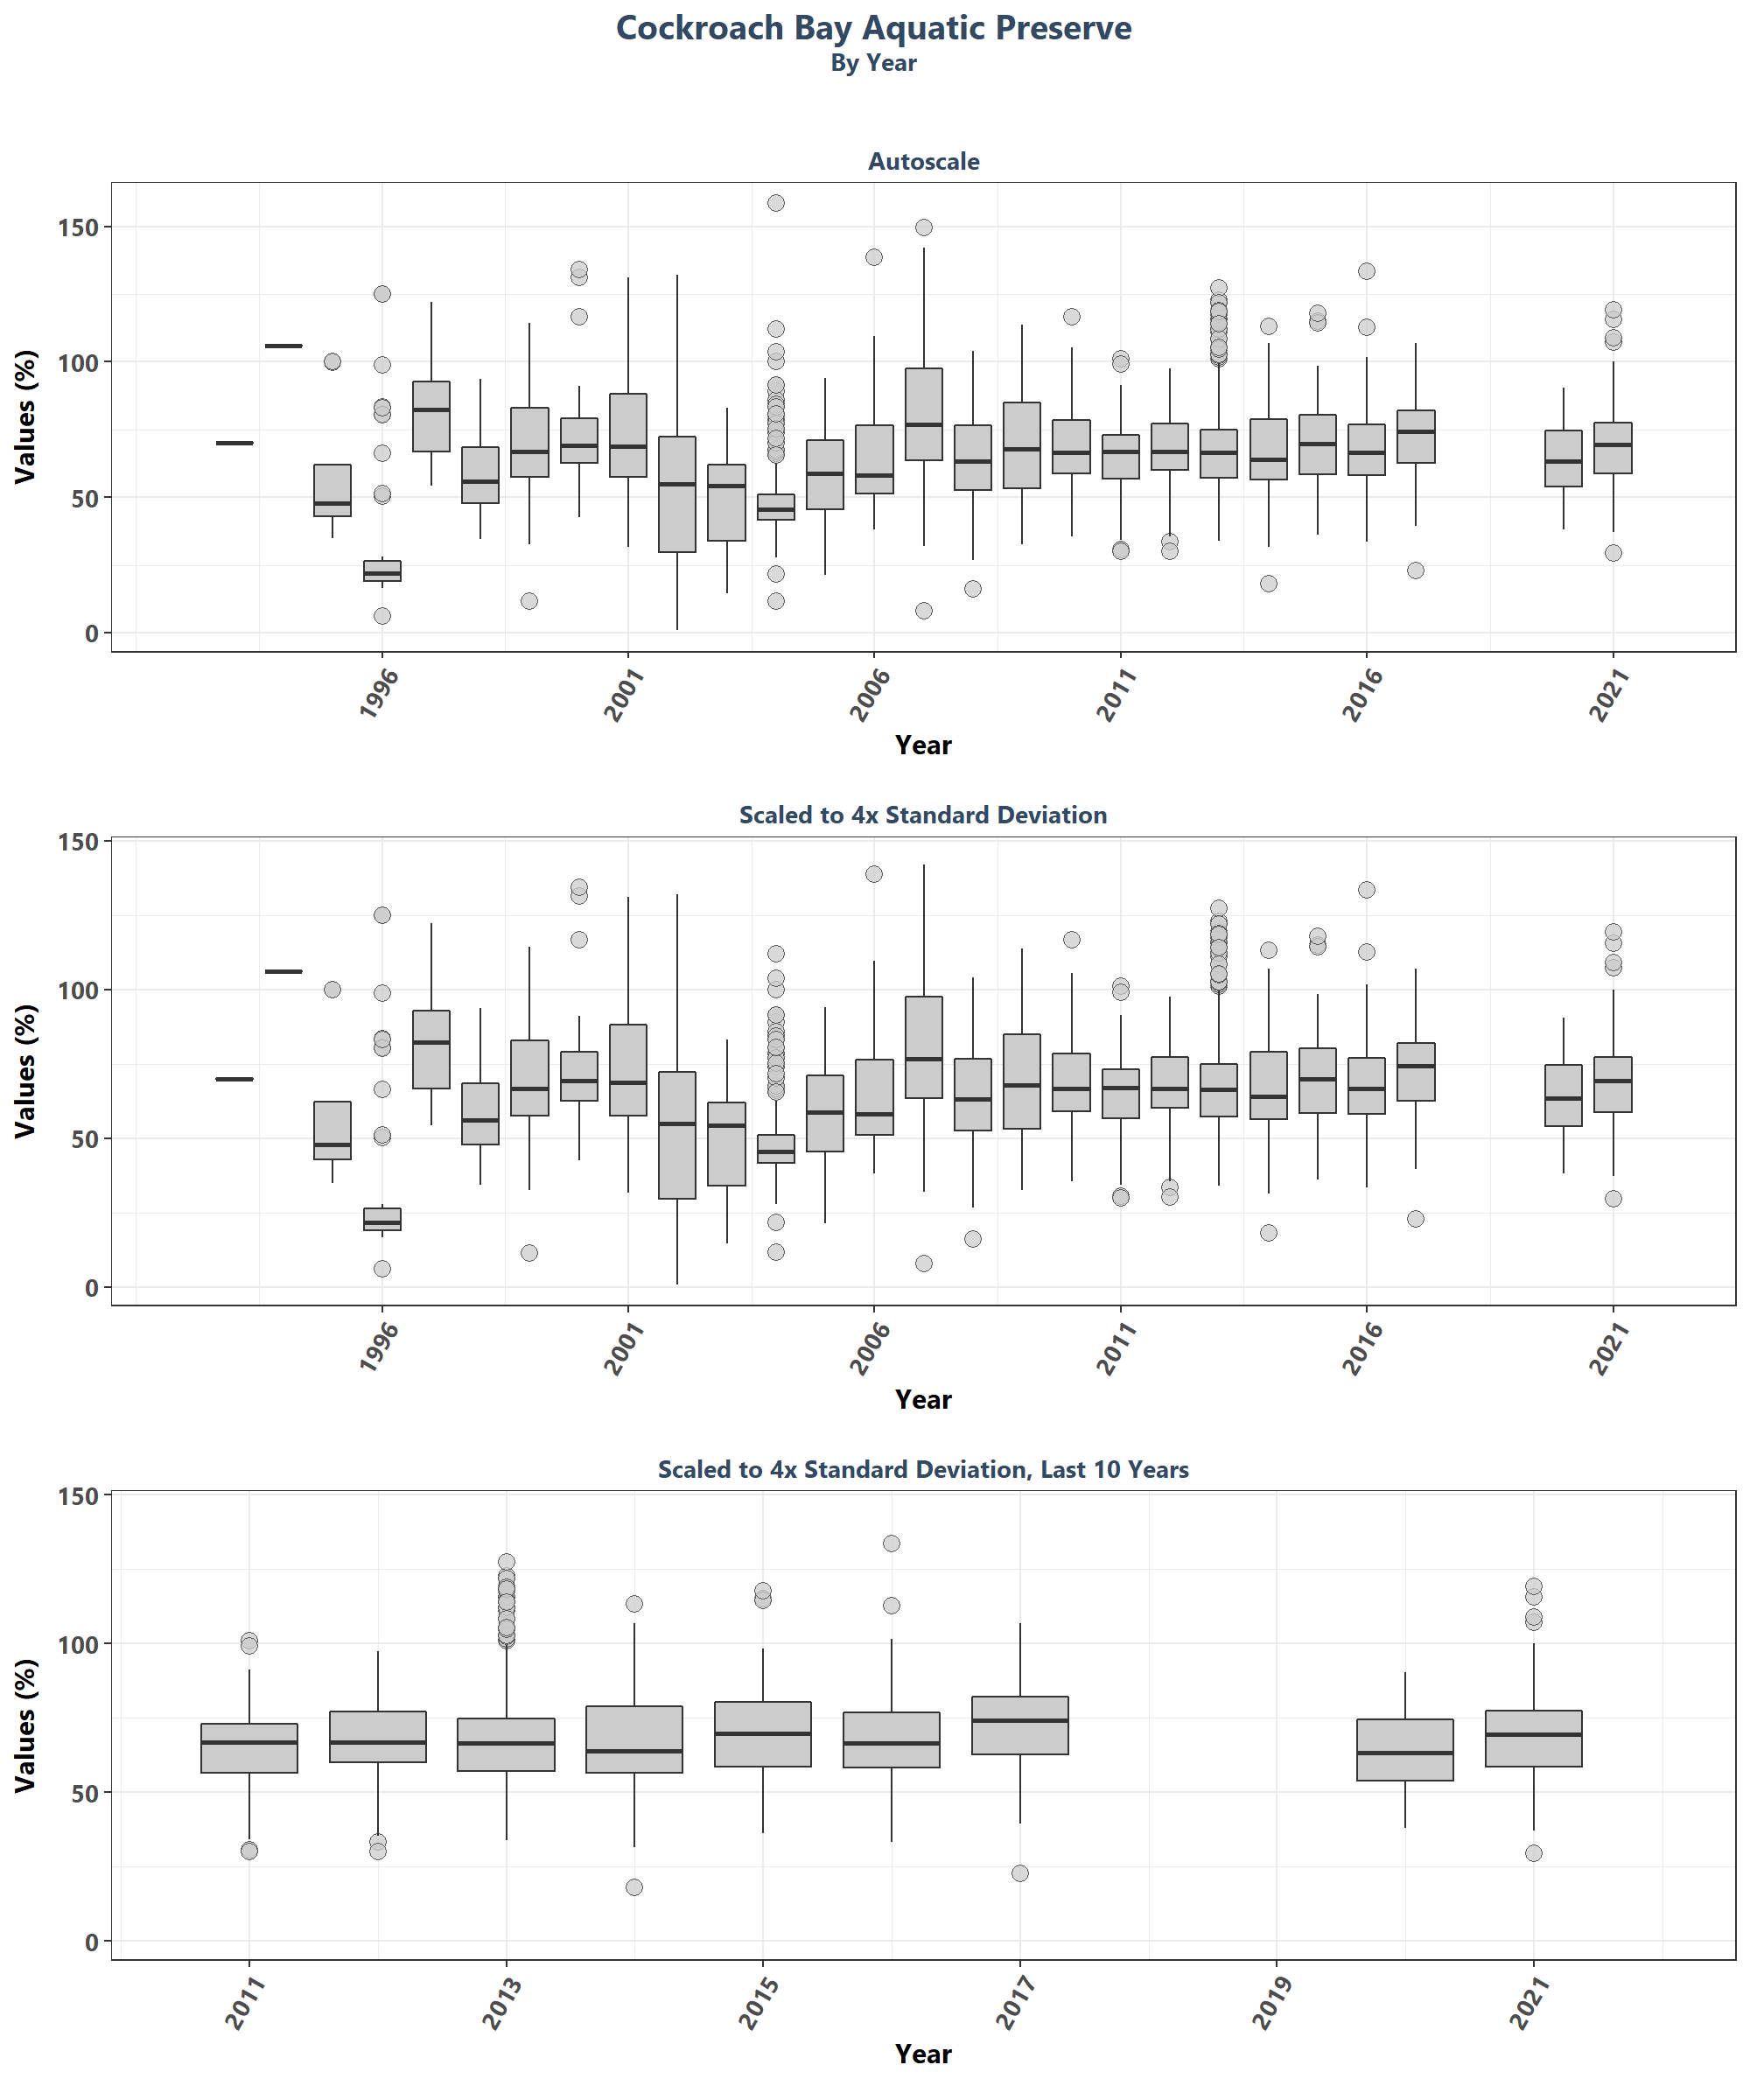 Cockroach Bay Aquatic Preserve
By Year
Autoscale
Values (%)
150
100
50
0
1996
2001
2006
2011
2016
2021
Year
Scaled to 4x Standard Deviation
Values (%)
150
100
50
0
1996
2001
2006
2011
2016
2021
Year
Scaled to 4x Standard Deviation, Last 10 Years
Values (%)
150
100
50
0
2011
2013
2015
2017
2019
2021
Year